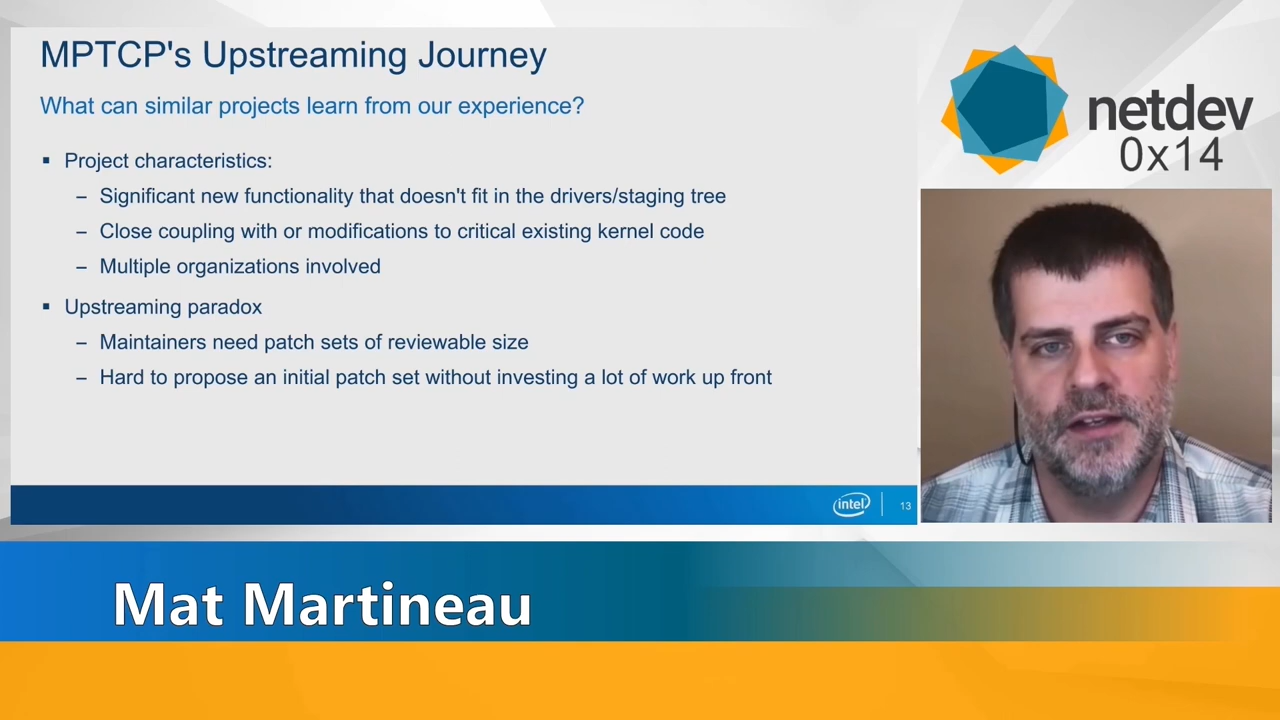 MPTCP's Upstreaming Journey
What can similar projects learn from our experience?
▪ Project characteristics:
– Significant new functionality that doesn't fit in the drivers/staging tree
– Close coupling with or modifications to critical existing kernel code
– Multiple organizations involved
▪ Upstreaming paradox
– Maintainers need patch sets of reviewable size
– Hard to propose an initial patch set without investing a lot of work up front
intel 13
netdev
0x14
Mat Martineau